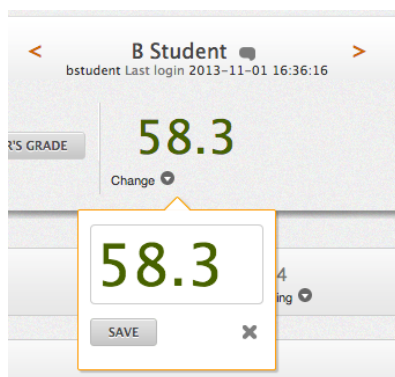 < B Student >
bstudent Last login 2013-11-01 16:36:16
R'S GRADE
58.3
Change
58.3
4
ing
SAVE